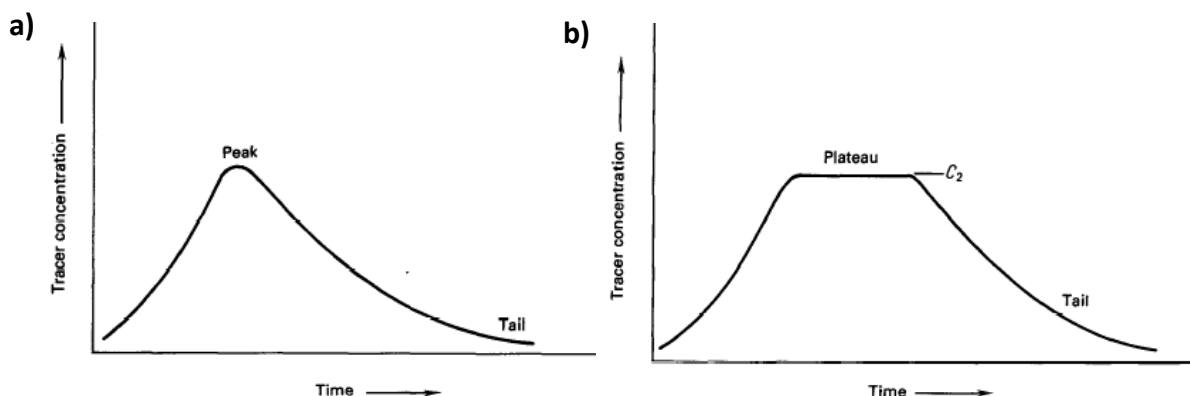 a)
Tracer concentration
Peak
Tail
Time
b)
Tracer concentration
Plateau
C₂
Tail
Time